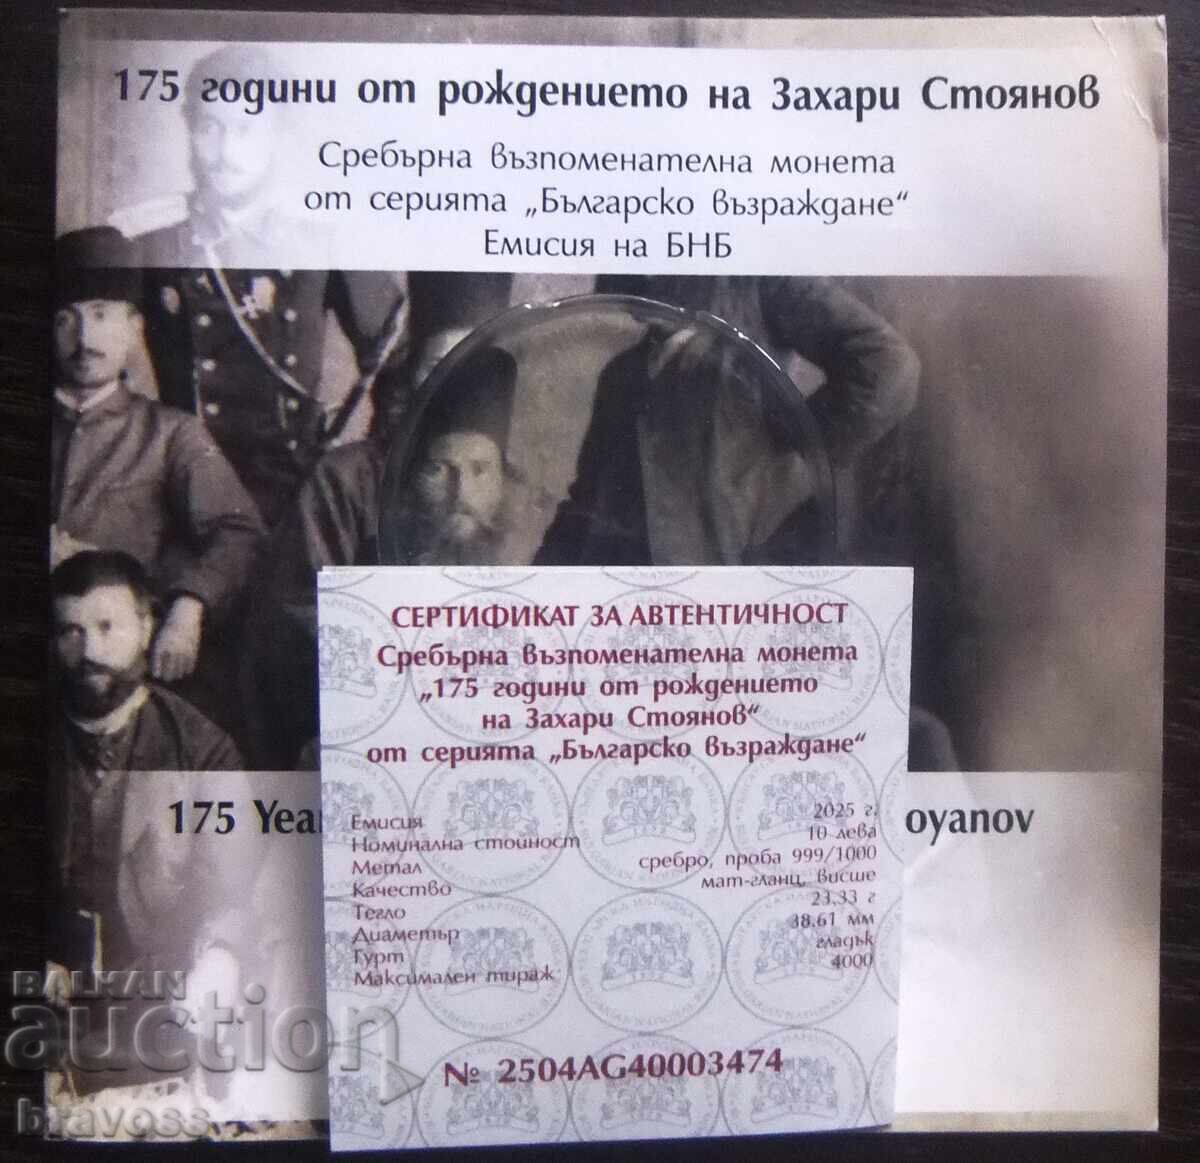 175 години от рождението на Захари Стоянов
Сребърна възпоменателна монета
от серията „Българско възраждане“
Емисия на БНБ
СЕРТИФИКАТ ЗА АВТЕНТИЧНОСТ
Сребърна възпоменателна монета
„175 години от рождението
на Захари Стоянов“
от серията „Българско възраждане“
175 Yea oyanov
Емисия 2025 г.
Номинална стойност 10 лева
Метал сребро, проба 999/1000
Качество мат-гланц, висше
Тегло 23.33 г
Диаметър 38.61 мм
Гурт гладък
Максимален тираж 4000
№ 2504AG40003474
BALKAN
auction
bravoss